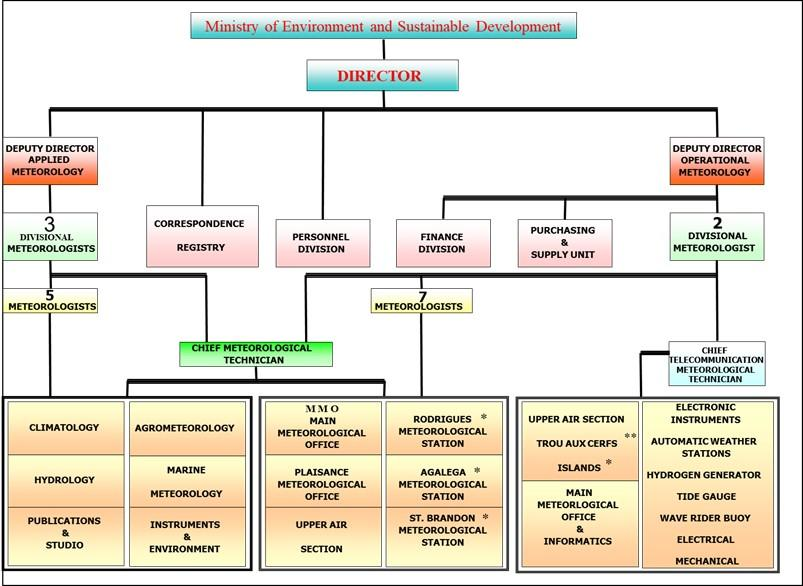 Ministry of Environment and Sustainable Development
DIRECTOR
DEPUTY DIRECTOR
APPLIED
METEOROLOGY
DEPUTY DIRECTOR
OPERATIONAL
METEOROLOGY
3
DIVISIONAL
METEOROLOGISTS
CORRESPONDENCE
REGISTRY
PERSONNEL
DIVISION
FINANCE
DIVISION
PURCHASING
&
SUPPLY UNIT
2
DIVISIONAL
METEOROLOGIST
5
METEOROLOGISTS
7
METEOROLOGISTS
CHIEF METEOROLOGICAL
TECHNICIAN
CHIEF
TELECOMMUNICATION
METEOROLOGICAL
TECHNICIAN
CLIMATOLOGY
HYDROLOGY
PUBLICATIONS
&
STUDIO
AGROMETEOROLOGY
MARINE
METEOROLOGY
INSTRUMENTS
&
ENVIRONMENT
M M O
MAIN
METEOROLOGICAL
OFFICE
PLAISANCE
METEOROLOGICAL
OFFICE
UPPER AIR
SECTION
RODRIGUES *
METEOROLOGICAL
STATION
AGALEGA *
METEOROLOGICAL
STATION
ST. BRANDON *
METEOROLOGICAL
STATION
UPPER AIR SECTION
TROU AUX CERFS **
ISLANDS *
MAIN
METEORLOGICAL
OFFICE
&
INFORMATICS
ELECTRONIC
INSTRUMENTS
AUTOMATIC WEATHER
STATIONS
HYDROGEN GENERATOR
TIDE GAUGE
WAVE RIDER BUOY
ELECTRICAL
MECHANICAL